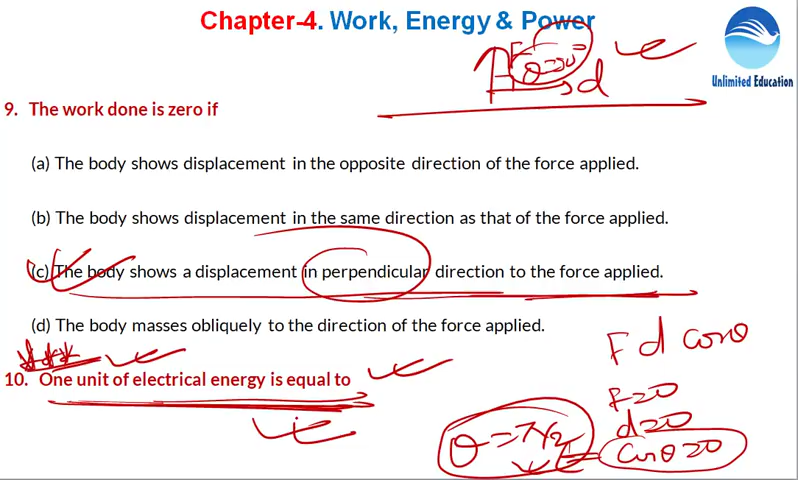 Chapter-4. Work, Energy & Power
Unlimited Education
F
d
9. The work done is zero if
(a) The body shows displacement in the opposite direction of the force applied.
(b) The body shows displacement in the same direction as that of the force applied.
(c) The body shows a displacement in perpendicular direction to the force applied.
(d) The body masses obliquely to the direction of the force applied.
F d cosθ
10. One unit of electrical energy is equal to
F=0
d=0
θ = π/2
cosθ=0